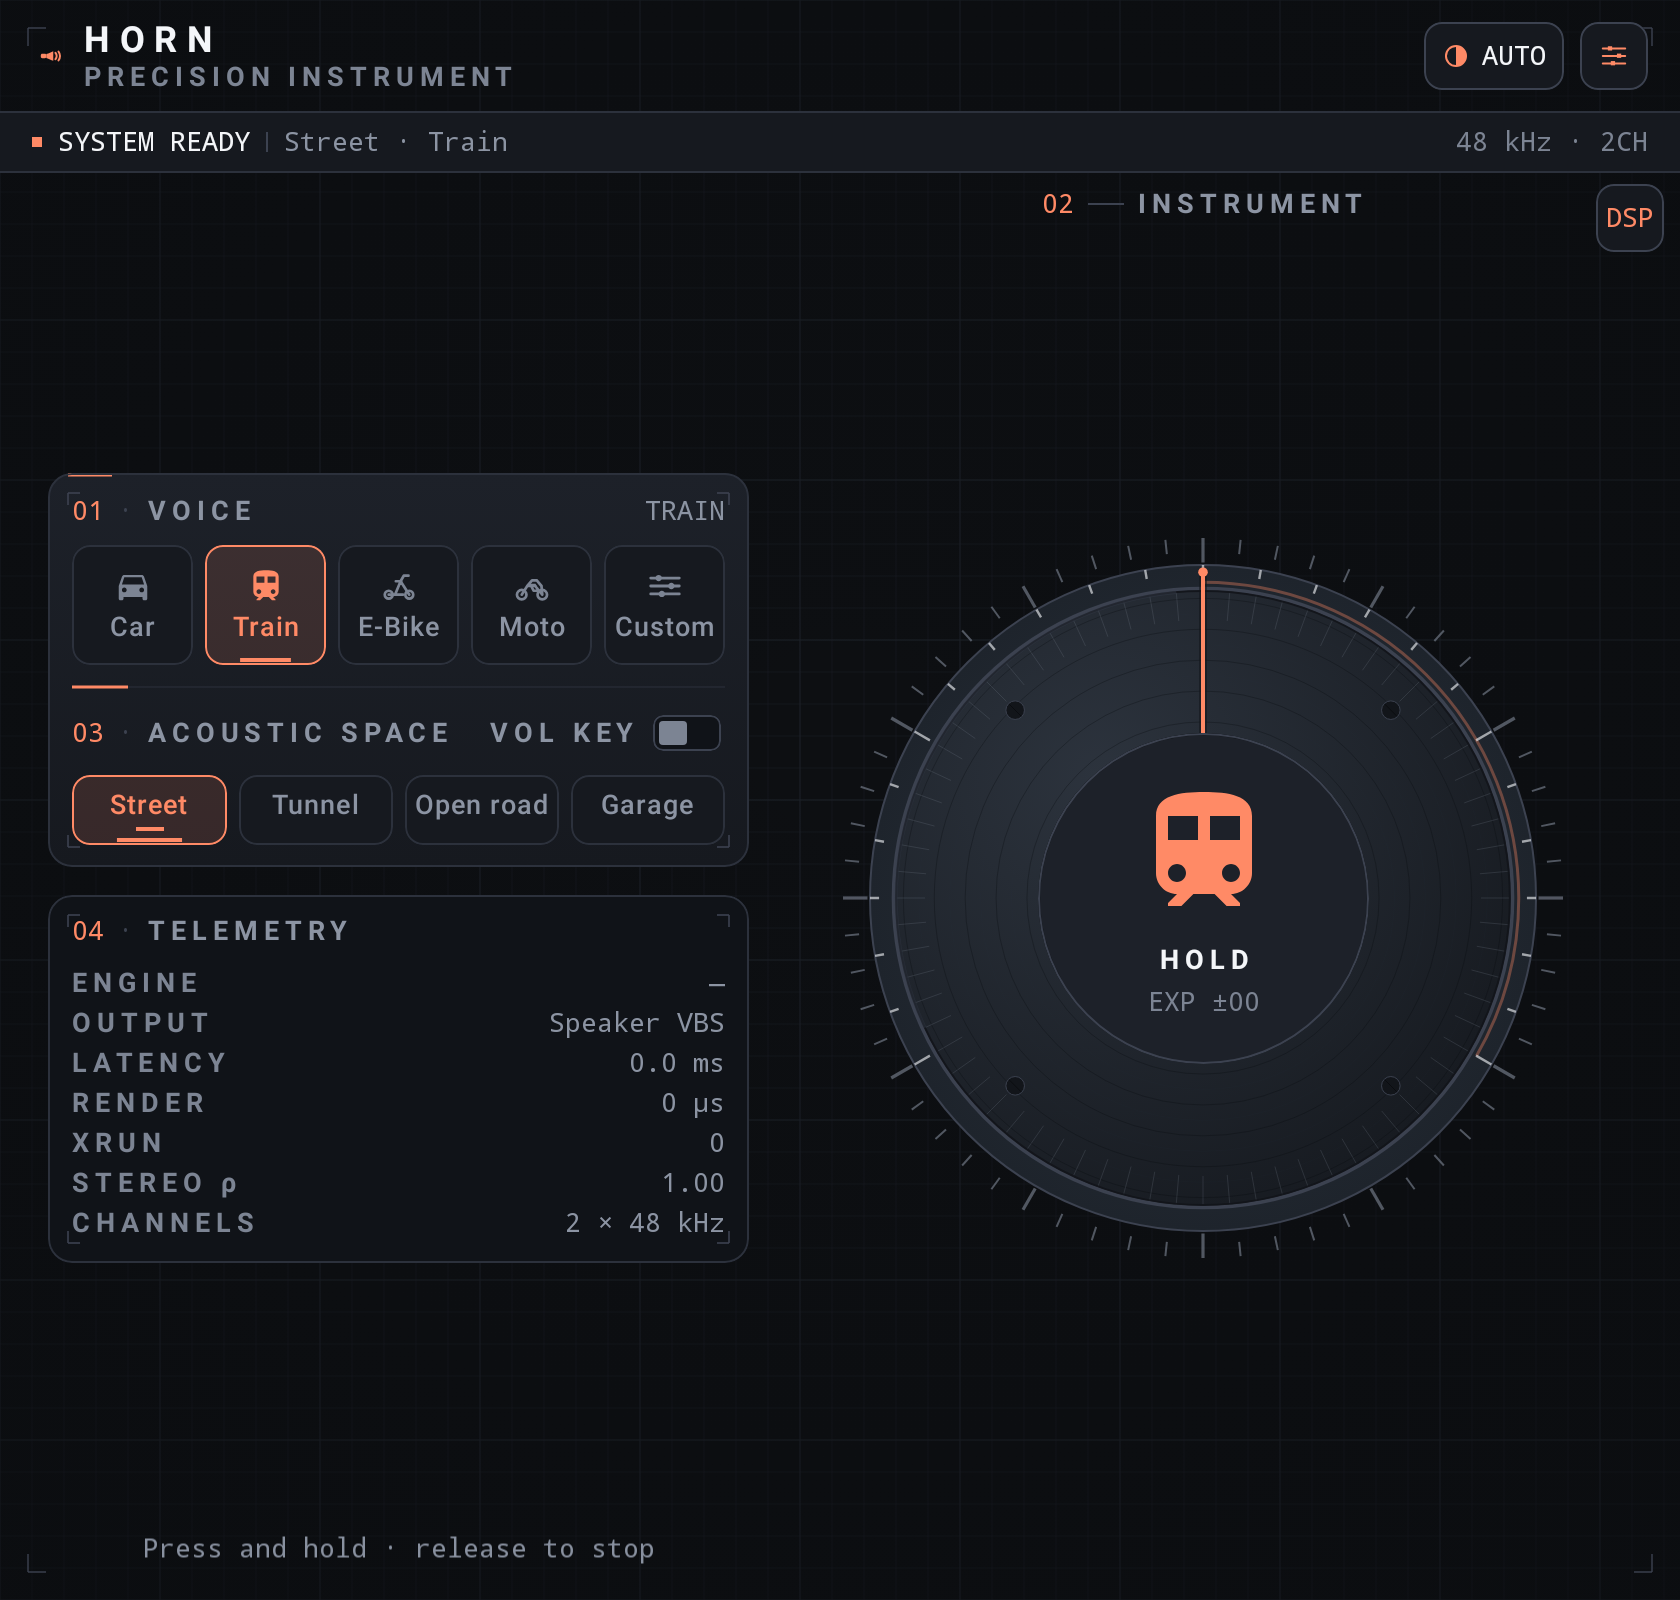 HORN
PRECISION INSTRUMENT
AUTO
SYSTEM READY
Street · Train
48 kHz · 2CH
02 — INSTRUMENT
DSP
01 · VOICE
TRAIN
Car
Train
E-Bike
Moto
Custom
03 · ACOUSTIC SPACE
VOL KEY
Street
Tunnel
Open road
Garage
HOLD
EXP ±00
04 · TELEMETRY
ENGINE —
OUTPUT Speaker VBS
LATENCY 0.0 ms
RENDER 0 µs
XRUN 0
STEREO ρ 1.00
CHANNELS 2 × 48 kHz
Press and hold · release to stop